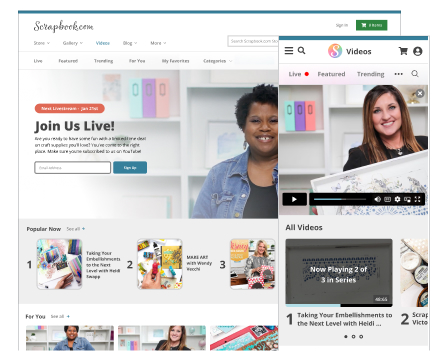 Scrapbook.com
Sign In
0 items
Store
Gallery
Videos
Blog
More
Search Scrapbook.com Sto
Live
Featured
Trending
For You
My Favorites
Categories
Next Livestream - Jan 21st
Join Us Live!
Are you ready to have some fun with a limited time deal
on craft supplies you'll love? You've come to the right
place. Make sure you're subscribed to us on YouTube!
Email address
Sign Up
Popular Now
See all
1
Taking Your
Embellishments
to the Next
Level with Heidi
Swapp
2
MAKE ART
with Wendy
Vecchi
3
For You
See all
Videos
Live
Featured
Trending
All Videos
Now Playing 2 of
3 in Series
48:65
1
Taking Your Embellishments to
the Next Level with Heidi ...
2
Scrap
Victo